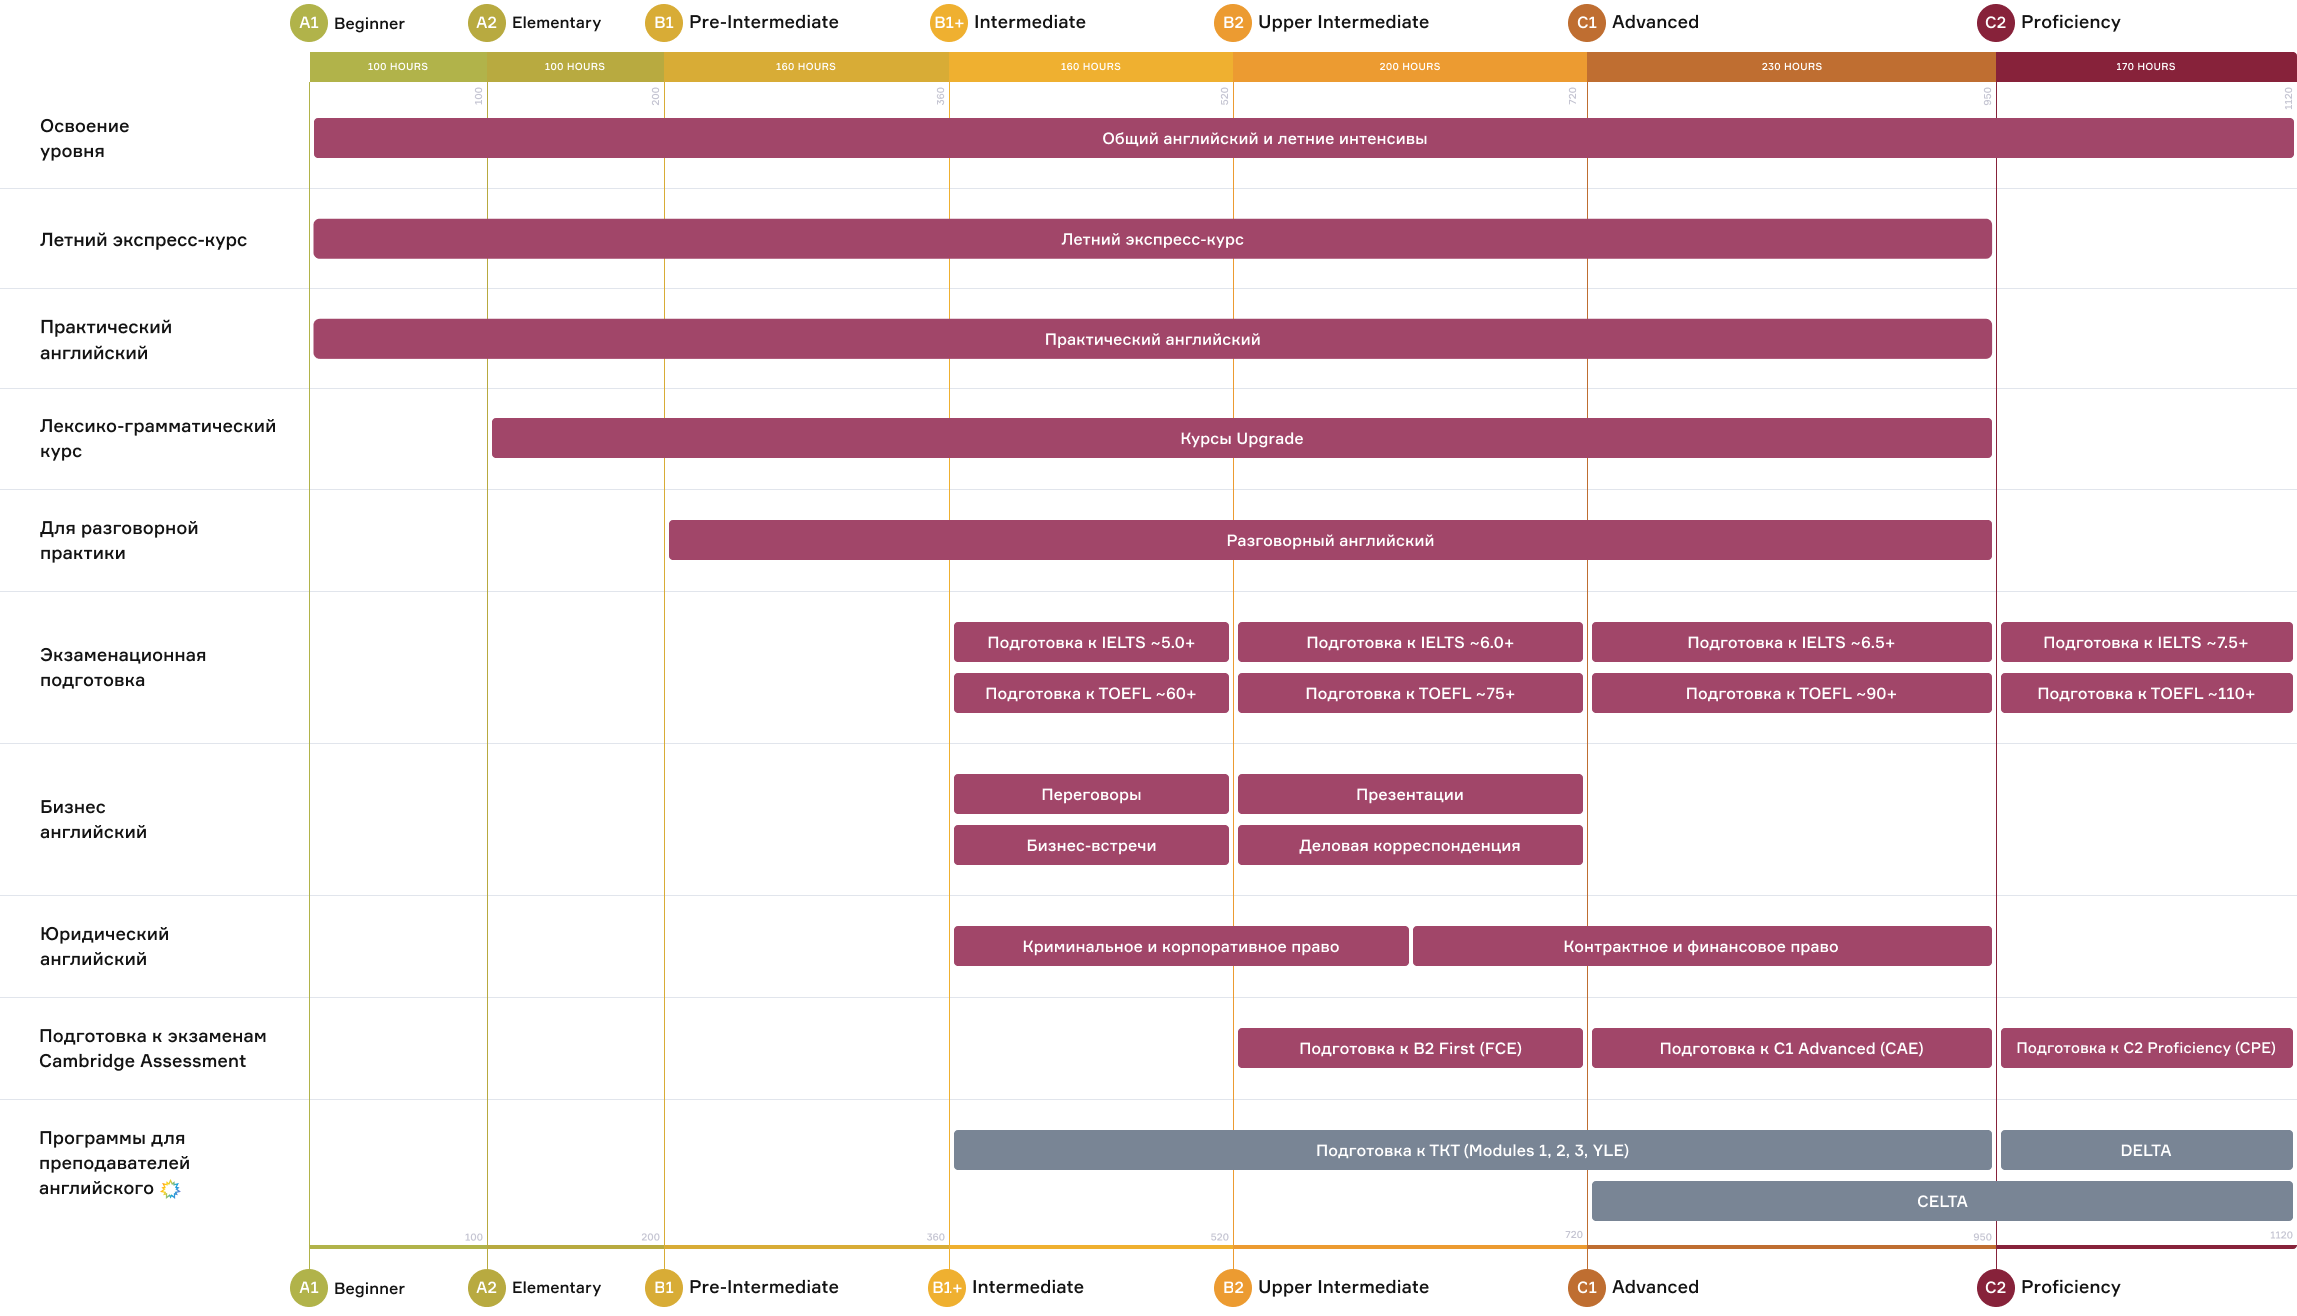 A1 Beginner
A2 Elementary
B1 Pre-Intermediate
B1+ Intermediate
B2 Upper Intermediate
C1 Advanced
C2 Proficiency
100 HOURS
100 HOURS
160 HOURS
160 HOURS
200 HOURS
230 HOURS
170 HOURS
100
200
360
520
720
950
1120
Освоение
уровня
Общий английский и летние интенсивы
Летний экспресс-курс
Летний экспресс-курс
Практический
английский
Практический английский
Лексико-грамматический
курс
Курсы Upgrade
Для разговорной
практики
Разговорный английский
Экзаменационная
подготовка
Подготовка к IELTS ~5.0+
Подготовка к IELTS ~6.0+
Подготовка к IELTS ~6.5+
Подготовка к IELTS ~7.5+
Подготовка к TOEFL ~60+
Подготовка к TOEFL ~75+
Подготовка к TOEFL ~90+
Подготовка к TOEFL ~110+
Бизнес
английский
Переговоры
Презентации
Бизнес-встречи
Деловая корреспонденция
Юридический
английский
Криминальное и корпоративное право
Контрактное и финансовое право
Подготовка к экзаменам
Cambridge Assessment
Подготовка к B2 First (FCE)
Подготовка к C1 Advanced (CAE)
Подготовка к C2 Proficiency (CPE)
Программы для
преподавателей
английского
Подготовка к TKT (Modules 1, 2, 3, YLE)
DELTA
CELTA
100
200
360
520
720
950
1120
A1 Beginner
A2 Elementary
B1 Pre-Intermediate
B1+ Intermediate
B2 Upper Intermediate
C1 Advanced
C2 Proficiency